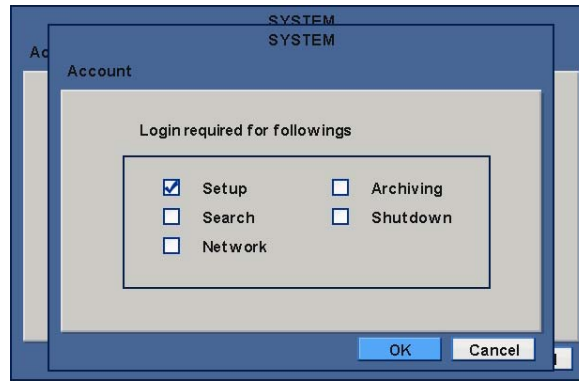 SYSTEM
SYSTEM
Account
Login required for followings
Setup
Archiving
Search
Shutdown
Network
OK
Cancel